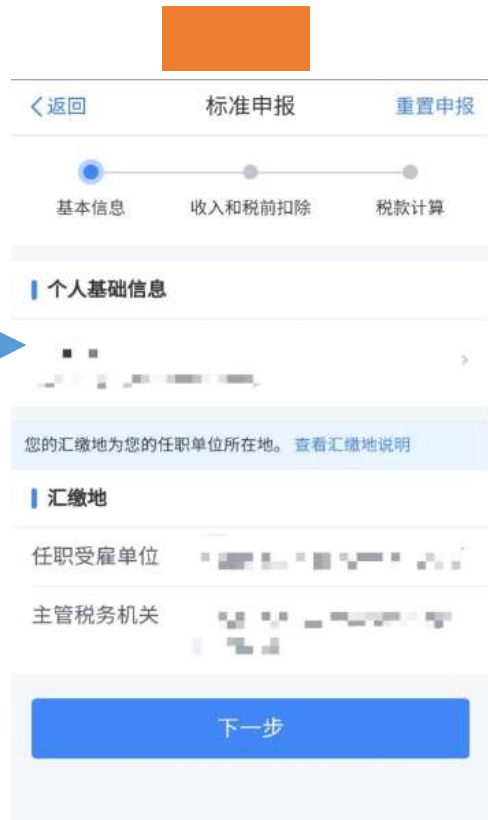 返回 标准申报 重置申报
基本信息 收入和税前扣除 税款计算
个人基础信息
您的汇缴地为您的任职单位所在地。 查看汇缴地说明
汇缴地
任职受雇单位
主管税务机关
下一步